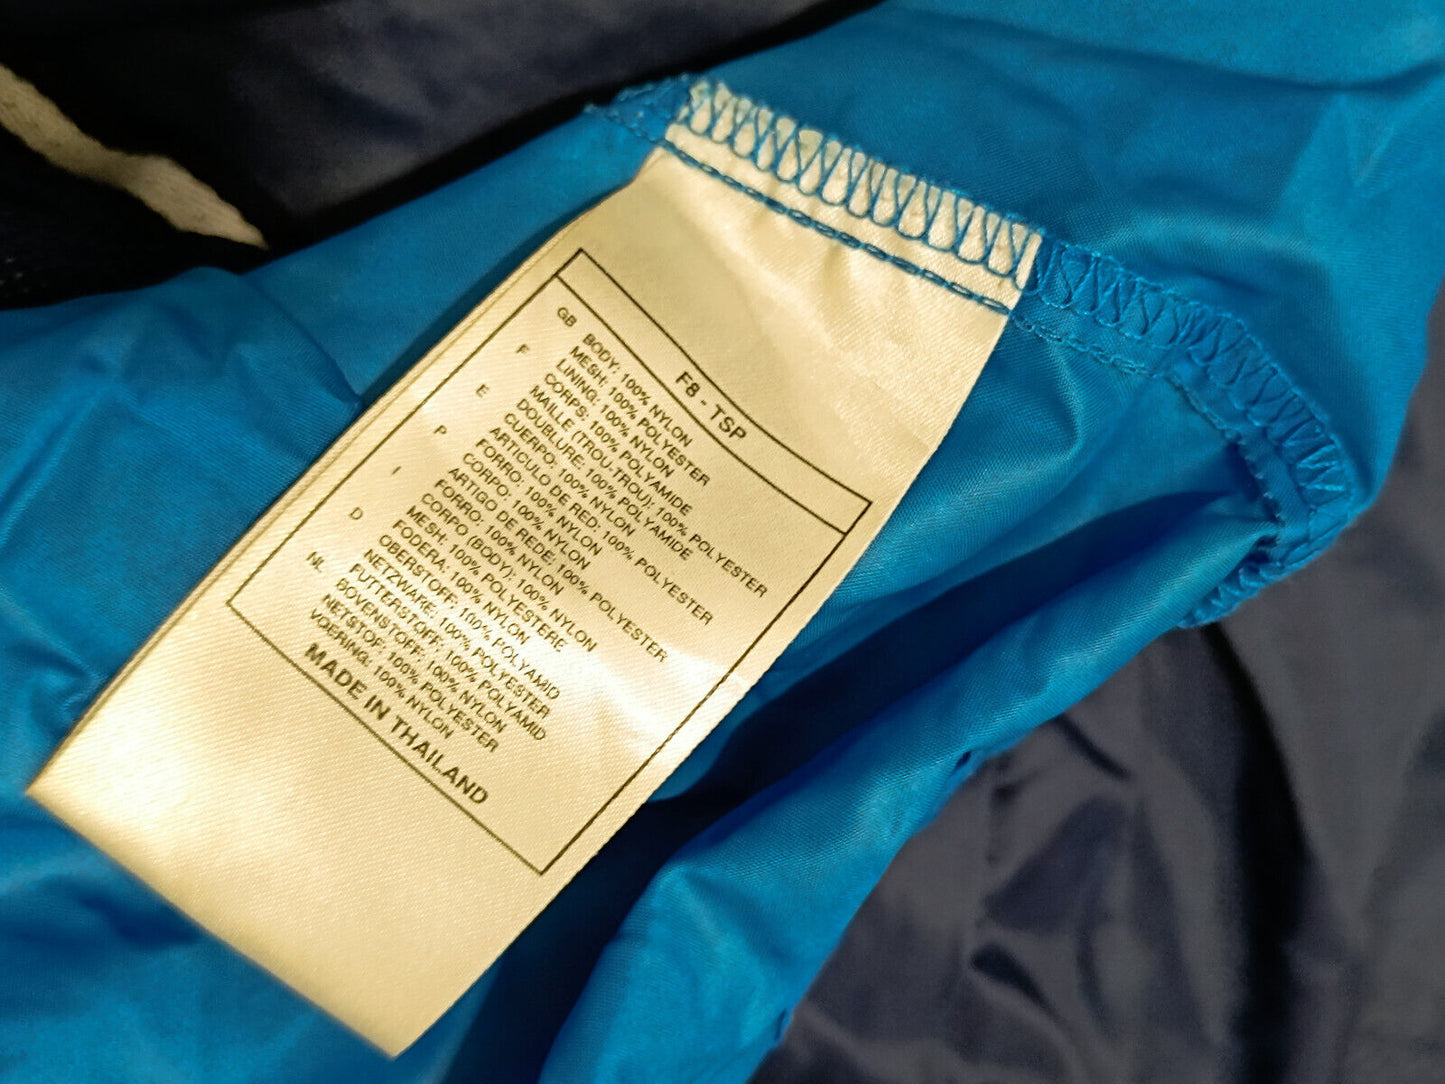 F8 - TSP
GB BODY: 100% NYLON
MESH: 100% POLYESTER
LINING: 100% NYLON
F CORPS: 100% POLYAMIDE
MAILLE (TROU-TROU): 100% POLYESTER
DOUBLURE: 100% POLYAMIDE
E CUERPO: 100% NYLON
ARTICULO DE RED: 100% POLYESTER
FORRO: 100% NYLON
P CORPO: 100% NYLON
ARTIGO DE REDE: 100% POLYESTER
FORRO: 100% NYLON
I CORPO (BODY): 100% NYLON
MESH: 100% POLYESTERE
FODERA: 100% NYLON
D OBERSTOFF: 100% POLYAMID
NETZWARE: 100% POLYESTER
FUTTERSTOFF: 100% POLYAMID
NL BOVENSTOFF: 100% NYLON
NETSTOF: 100% POLYESTER
VOERING: 100% NYLON
MADE IN THAILAND